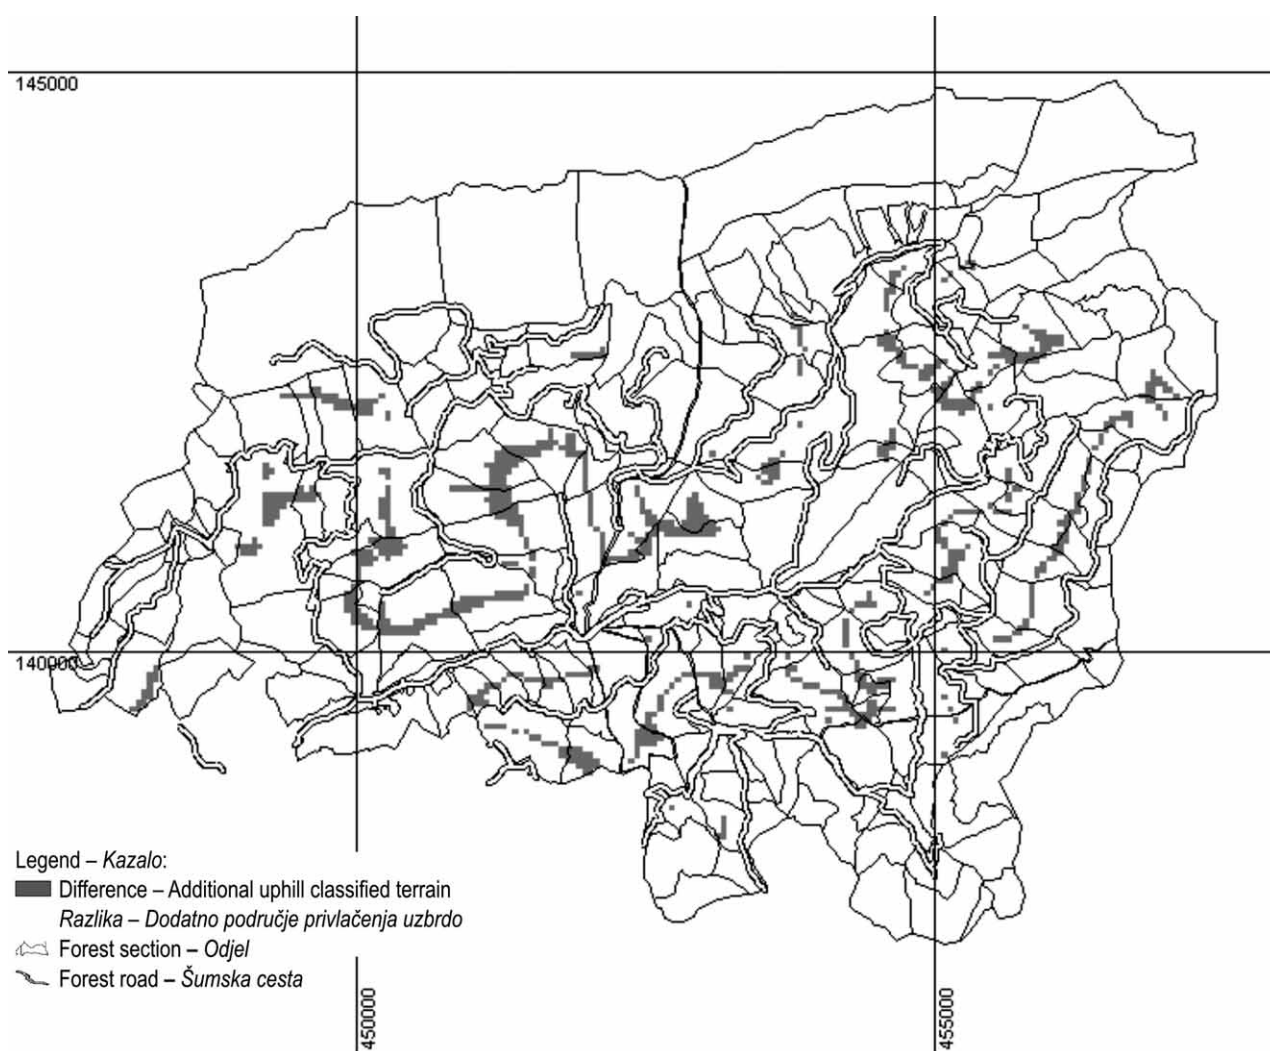 145000
140000
Legend – Kazalo:
Difference – Additional uphill classified terrain
Razlika – Dodatno područje privlačenja uzbrdo
Forest section – Odjel
Forest road – Šumska cesta
450000
455000